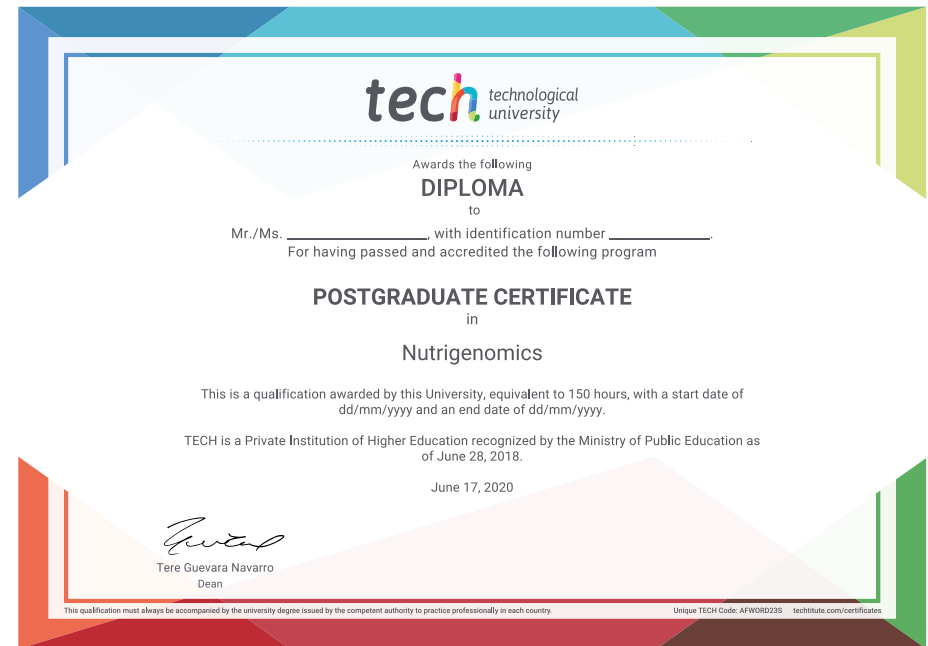 tech technological
university
Awards the following
DIPLOMA
to
Mr./Ms. ____________________, with identification number ______________.
For having passed and accredited the following program
POSTGRADUATE CERTIFICATE
in
Nutrigenomics
This is a qualification awarded by this University, equivalent to 150 hours, with a start date of
dd/mm/yyyy and an end date of dd/mm/yyyy.
TECH is a Private Institution of Higher Education recognized by the Ministry of Public Education as
of June 28, 2018.
June 17, 2020
Tere Guevara Navarro
Dean
This qualification must always be accompanied by the university degree issued by the competent authority to practice professionally in each country. Unique TECH Code: AFWORD23S techtitute.com/certificates